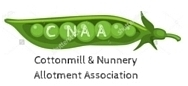 CNAA
Cottonmill & Nunnery
Allotment Association